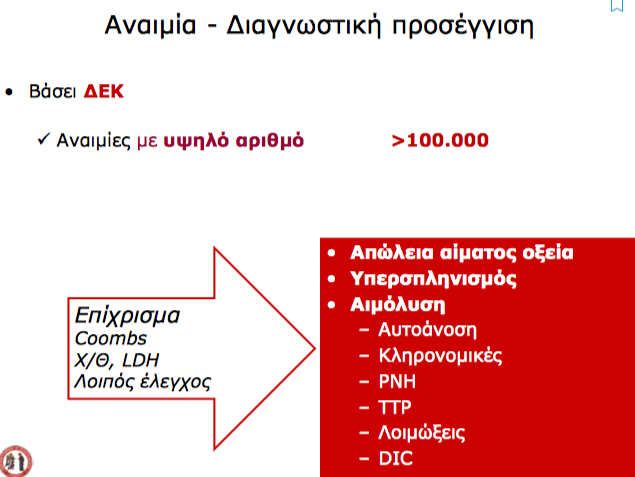 Αναιμία - Διαγνωστική προσέγγιση
• Βάσει ΔΕΚ
✓ Αναιμίες με υψηλό αριθμό >100.000
Επίχρισμα
Coombs
Χ/Θ, LDH
Λοιπός έλεγχος
• Απώλεια αίματος οξεία
• Υπερσπληνισμός
• Αιμόλυση
– Αυτοάνοση
– Κληρονομικές
– PNH
– TTP
– Λοιμώξεις
– DIC